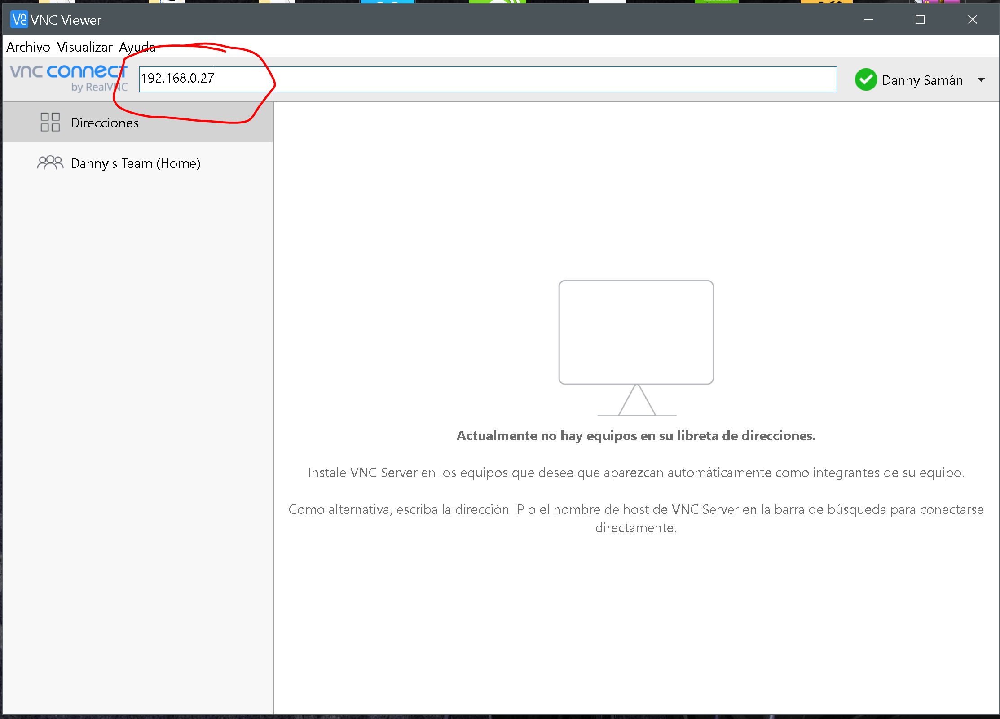 VNC Viewer
Archivo Visualizar Ayuda
vnc connect
by RealVNC
192.168.0.27
Danny Samán
Direcciones
Danny's Team (Home)
Actualmente no hay equipos en su libreta de direcciones.
Instale VNC Server en los equipos que desee que aparezcan automáticamente como integrantes de su equipo.
Como alternativa, escriba la dirección IP o el nombre de host de VNC Server en la barra de búsqueda para conectarse
directamente.